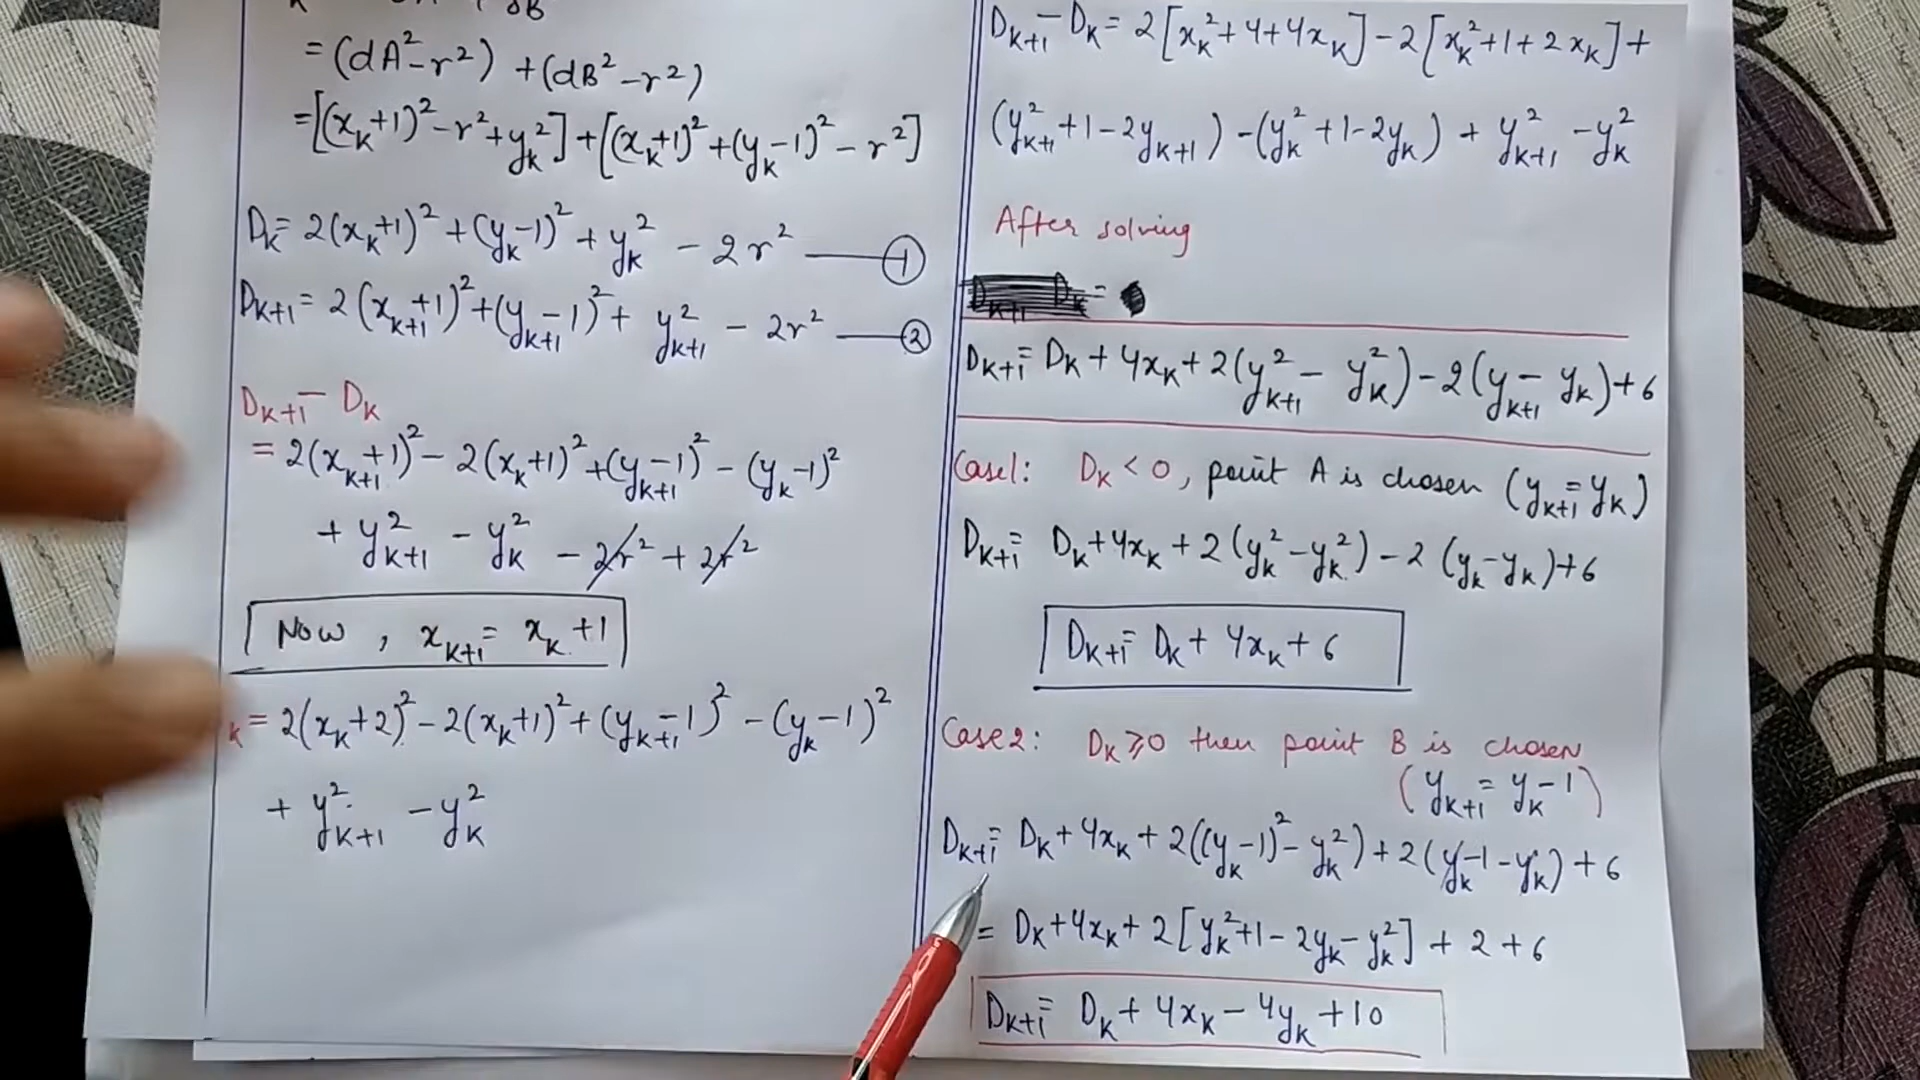 = (dA²-r²) + (dB²-r²)
= [(xₖ+1)²-r²+yₖ²] + [(xₖ+1)²+(yₖ-1)²-r²]
Dₖ = 2(xₖ+1)²+(yₖ-1)²+yₖ² - 2r² —— ①
Dₖ₊₁ = 2(xₖ₊₁+1)²+(yₖ₊₁-1)²+ yₖ₊₁² - 2r² —— ②
Dₖ₊₁ - Dₖ
= 2(xₖ₊₁+1)² - 2(xₖ+1)²+(yₖ₊₁-1)² - (yₖ-1)²
+ yₖ₊₁² - yₖ² - 2r² + 2r²
Now , xₖ₊₁ = xₖ+1
ₖ = 2(xₖ+2)² - 2(xₖ+1)²+(yₖ₊₁-1)² - (yₖ-1)²
+ yₖ₊₁² - yₖ²
Dₖ₊₁ - Dₖ = 2[xₖ²+4+4xₖ] - 2[xₖ²+1+2xₖ]+
(yₖ₊₁²+1-2yₖ₊₁) - (yₖ²+1-2yₖ) + yₖ₊₁² - yₖ²
After solving
Dₖ₊₁ = Dₖ + 4xₖ + 2(yₖ₊₁² - yₖ²) - 2(yₖ₊₁ - yₖ)+6
Case1: Dₖ < 0, point A is chosen (yₖ₊₁ = yₖ)
Dₖ₊₁ = Dₖ+4xₖ + 2(yₖ²-yₖ²) - 2(yₖ-yₖ)+6
Dₖ₊₁ = Dₖ + 4xₖ + 6
Case2: Dₖ ⩾ 0 then point B is chosen
(yₖ₊₁ = yₖ-1)
Dₖ₊₁ = Dₖ + 4xₖ + 2((yₖ-1)² - yₖ²) + 2(yₖ-1-yₖ) + 6
= Dₖ+4xₖ+ 2[yₖ²+1-2yₖ-yₖ²] + 2 + 6
Dₖ₊₁ = Dₖ + 4xₖ - 4yₖ +10